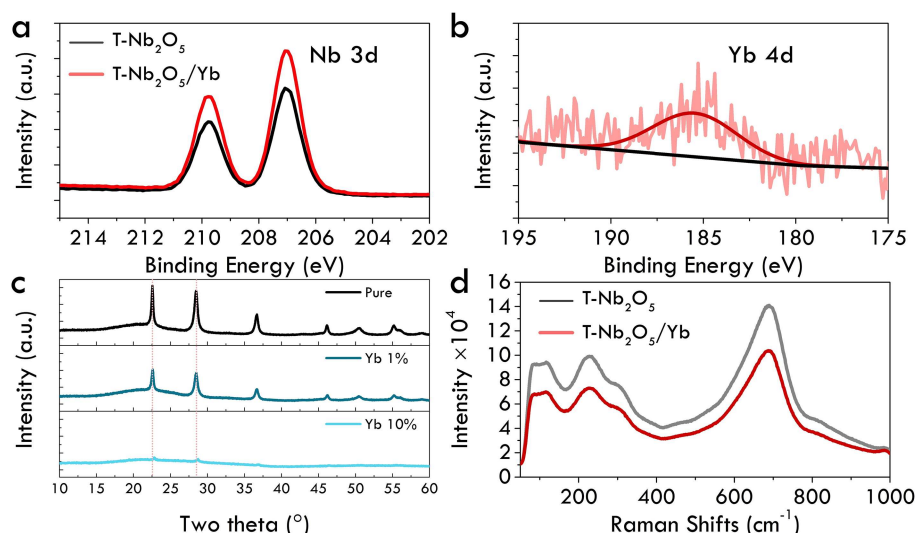 a
T-Nb₂O₅
T-Nb₂O₅/Yb
Nb 3d
Intensity (a.u.)
214 212 210 208 206 204 202
Binding Energy (eV)
b
Yb 4d
Intensity (a.u.)
195 190 185 180 175
Binding Energy (eV)
c
Pure
Yb 1%
Yb 10%
Intensity (a.u.)
10 15 20 25 30 35 40 45 50 55 60
Two theta (°)
d
T-Nb₂O₅
T-Nb₂O₅/Yb
Intensity ×10⁴
16
14
12
10
8
6
4
2
0
200 400 600 800 1000
Raman Shifts (cm⁻¹)